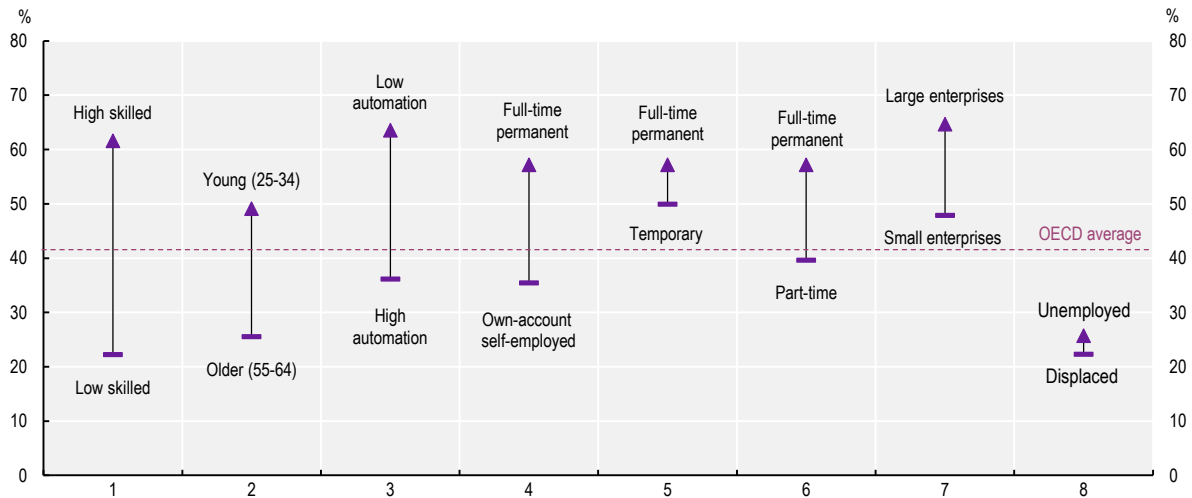 %
%
80
80
70
70
60
60
50
50
40
40
30
30
20
20
10
10
0
0
High skilled
Low skilled
Young (25-34)
Older (55-64)
Low
automation
High
automation
Full-time
permanent
Own-account
self-employed
Full-time
permanent
Temporary
Full-time
permanent
Part-time
Large enterprises
Small enterprises
OECD average
Unemployed
Displaced
1
2
3
4
5
6
7
8